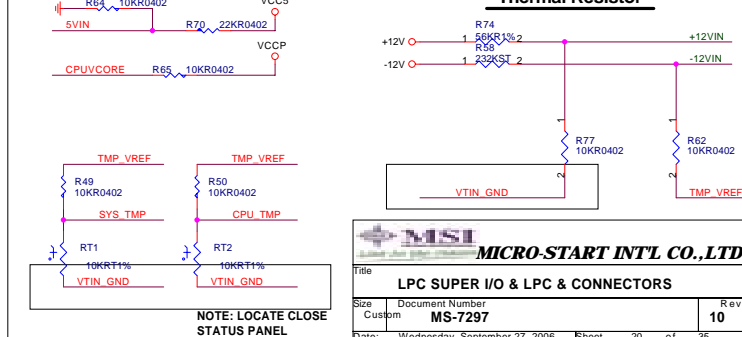 R64 10KR0402
VCC5
5VIN
R70 22KR0402
VCCP
CPUVCORE
R65 10KR0402
Thermal Resistor
R74
+12V 1 56KR1% 2 +12VIN
R58
-12V 1 232KST 2 -12VIN
1 1
R77
10KR0402
R62
10KR0402
2 2
VTIN_GND
TMP_VREF
TMP_VREF TMP_VREF
R49
10KR0402
R50
10KR0402
SYS_TMP CPU_TMP
RT1
10KRT1%
RT2
10KRT1%
VTIN_GND VTIN_GND
NOTE: LOCATE CLOSE
STATUS PANEL
MSI
MICRO-START INT'L CO.,LTD
Title
LPC SUPER I/O & LPC & CONNECTORS
Size Document Number Rev
Custom MS-7297 10
Date: Wednesday, September 27, 2006 Sheet 20 of 35